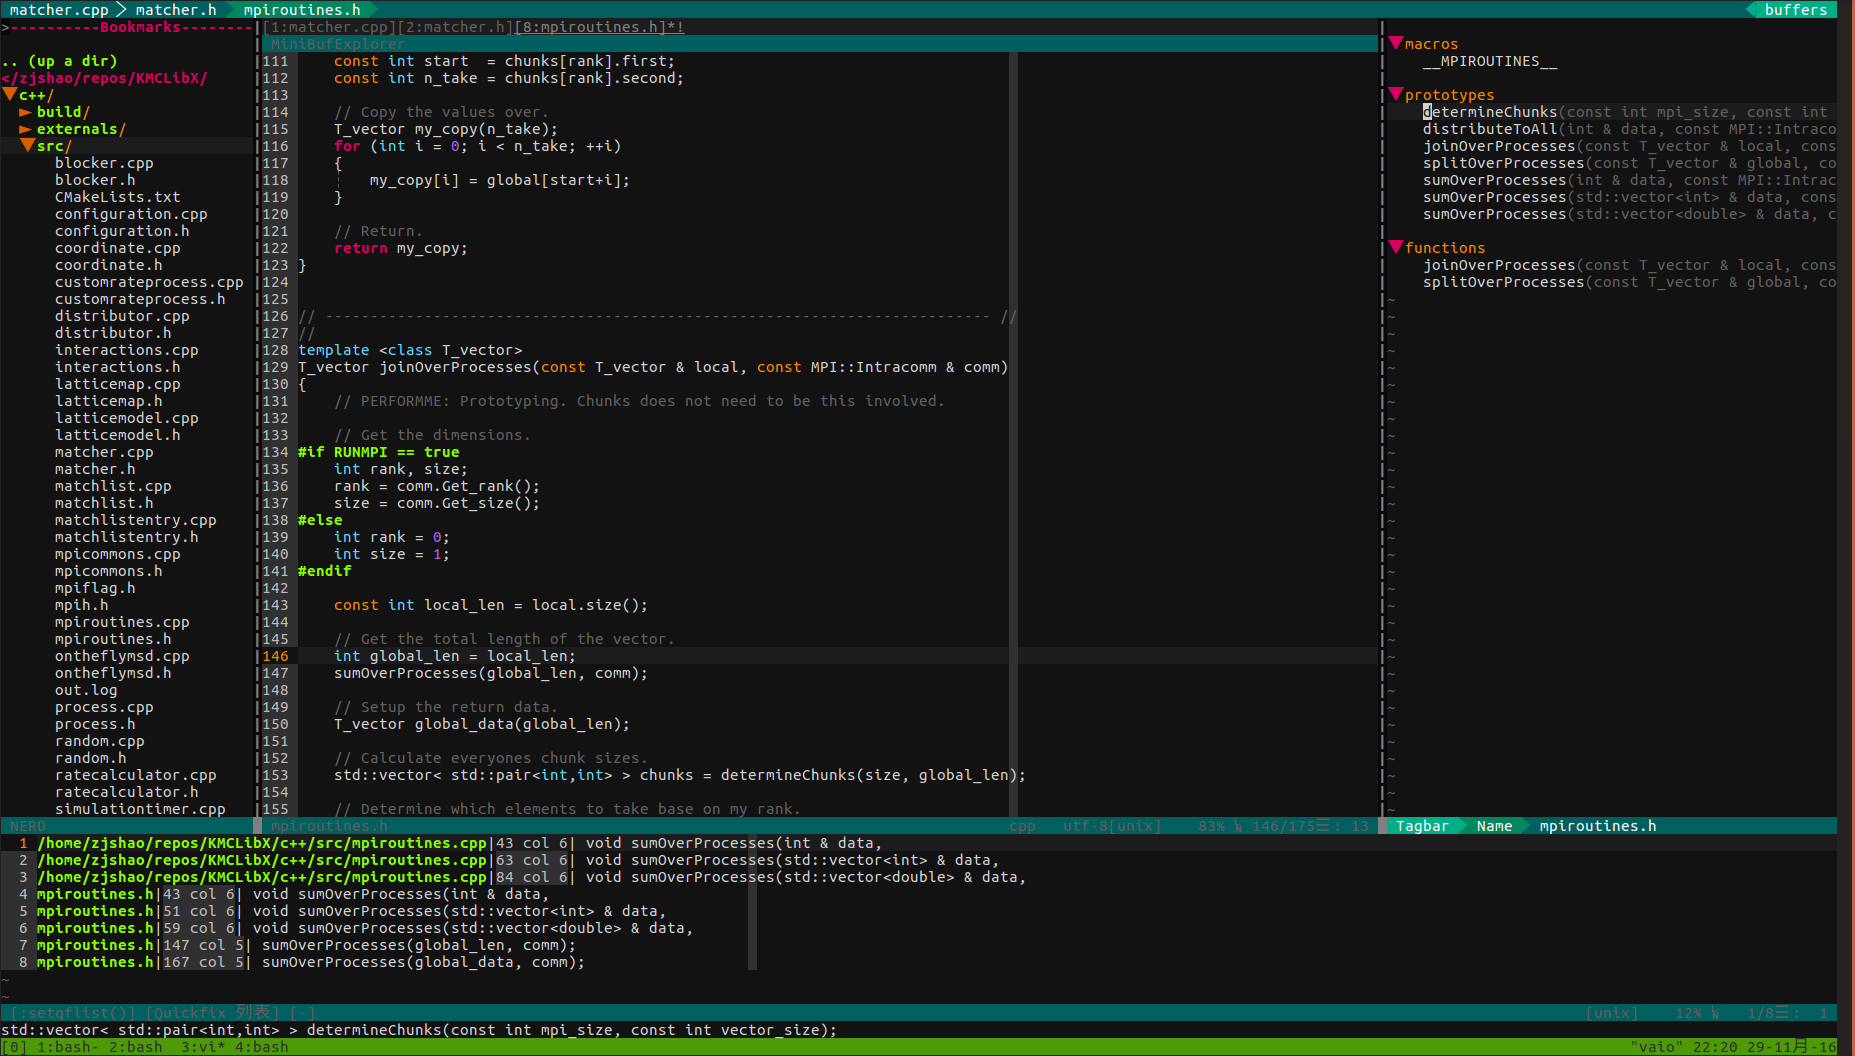 matcher.cpp matcher.h mpiroutines.h buffers
>----------Bookmarks--------
.. (up a dir)
</zjshao/repos/KMCLibX/
▼c++/
►build/
►externals/
▼src/
blocker.cpp
blocker.h
CMakeLists.txt
configuration.cpp
configuration.h
coordinate.cpp
coordinate.h
customrateprocess.cpp
customrateprocess.h
distributor.cpp
distributor.h
interactions.cpp
interactions.h
latticemap.cpp
latticemap.h
latticemodel.cpp
latticemodel.h
matcher.cpp
matcher.h
matchlist.cpp
matchlist.h
matchlistentry.cpp
matchlistentry.h
mpicommons.cpp
mpicommons.h
mpiflag.h
mpih.h
mpiroutines.cpp
mpiroutines.h
ontheflymsd.cpp
ontheflymsd.h
out.log
process.cpp
process.h
random.cpp
random.h
ratecalculator.cpp
ratecalculator.h
simulationtimer.cpp
NERD
[1:matcher.cpp][2:matcher.h][8:mpiroutines.h]*!
MiniBufExplorer
111     const int start  = chunks[rank].first;
112     const int n_take = chunks[rank].second;
113
114     // Copy the values over.
115     T_vector my_copy(n_take);
116     for (int i = 0; i < n_take; ++i)
117     {
118     ¦   my_copy[i] = global[start+i];
119     }
120
121     // Return.
122     return my_copy;
123 }
124
125
126 // -------------------------------------------------------------------------- //
127 //
128 template <class T_vector>
129 T_vector joinOverProcesses(const T_vector & local, const MPI::Intracomm & comm)
130 {
131     // PERFORMME: Prototyping. Chunks does not need to be this involved.
132
133     // Get the dimensions.
134 #if RUNMPI == true
135     int rank, size;
136     rank = comm.Get_rank();
137     size = comm.Get_size();
138 #else
139     int rank = 0;
140     int size = 1;
141 #endif
142
143     const int local_len = local.size();
144
145     // Get the total length of the vector.
146     int global_len = local_len;
147     sumOverProcesses(global_len, comm);
148
149     // Setup the return data.
150     T_vector global_data(global_len);
151
152     // Calculate everyones chunk sizes.
153     std::vector< std::pair<int,int> > chunks = determineChunks(size, global_len);
154
155     // Determine which elements to take base on my rank.
mpiroutines.h cpp utf-8[unix] 83% ␤ 146/175☰: 13
▼macros
__MPIROUTINES__
▼prototypes
determineChunks(const int mpi_size, const int
distributeToAll(int & data, const MPI::Intraco
joinOverProcesses(const T_vector & local, cons
splitOverProcesses(const T_vector & global, co
sumOverProcesses(int & data, const MPI::Intrac
sumOverProcesses(std::vector<int> & data, cons
sumOverProcesses(std::vector<double> & data, c
▼functions
joinOverProcesses(const T_vector & local, cons
splitOverProcesses(const T_vector & global, co
Tagbar Name mpiroutines.h
1 /home/zjshao/repos/KMCLibX/c++/src/mpiroutines.cpp|43 col 6| void sumOverProcesses(int & data,
2 /home/zjshao/repos/KMCLibX/c++/src/mpiroutines.cpp|63 col 6| void sumOverProcesses(std::vector<int> & data,
3 /home/zjshao/repos/KMCLibX/c++/src/mpiroutines.cpp|84 col 6| void sumOverProcesses(std::vector<double> & data,
4 mpiroutines.h|43 col 6| void sumOverProcesses(int & data,
5 mpiroutines.h|51 col 6| void sumOverProcesses(std::vector<int> & data,
6 mpiroutines.h|59 col 6| void sumOverProcesses(std::vector<double> & data,
7 mpiroutines.h|147 col 5| sumOverProcesses(global_len, comm);
8 mpiroutines.h|167 col 5| sumOverProcesses(global_data, comm);
[:setqflist()] [Quickfix 列表] [-] [unix] 12% ␤ 1/8☰: 1
std::vector< std::pair<int,int> > determineChunks(const int mpi_size, const int vector_size);
[0] 1:bash- 2:bash  3:vi* 4:bash "vaio" 22:20 29-11月-16